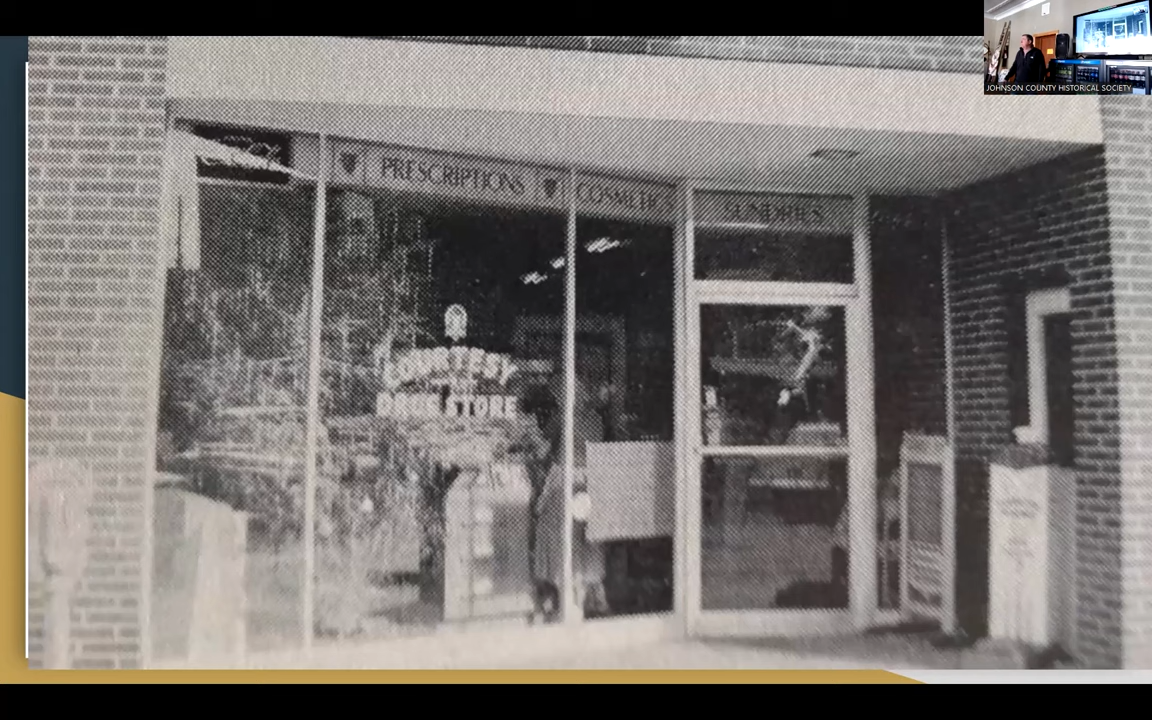 JOHNSON COUNTY HISTORICAL SOCIETY
PRESCRIPTIONS
COSMETICS
SUNDRIES
COURTESY
DRUG STORE